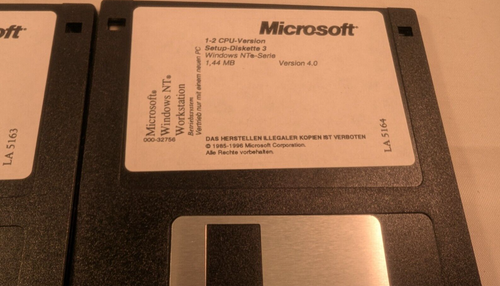 oft
LA 5163
Microsoft
1-2 CPU-Version
Setup-Diskette 3
Windows NT®-Serie
1,44 MB Version 4.0
Microsoft®
Windows NT®
Workstation
Betriebssystem
Vertrieb nur mit einem neuen PC
000-32756
DAS HERSTELLEN ILLEGALER KOPIEN IST VERBOTEN
© 1985-1996 Microsoft Corporation.
Alle Rechte vorbehalten.
LA 5164